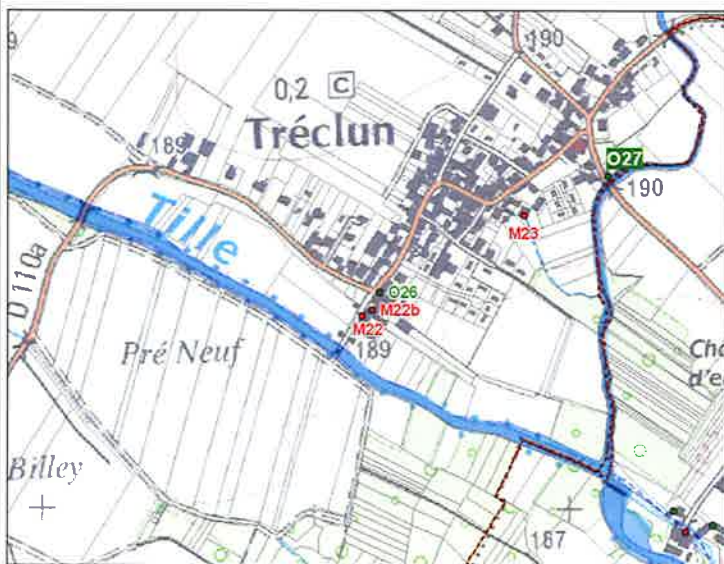 190
0,2 C
Tréclun
189
O27
190
Tille
M23
D 110a
O26
M22b
M22
189
Pré Neuf
Billey
187